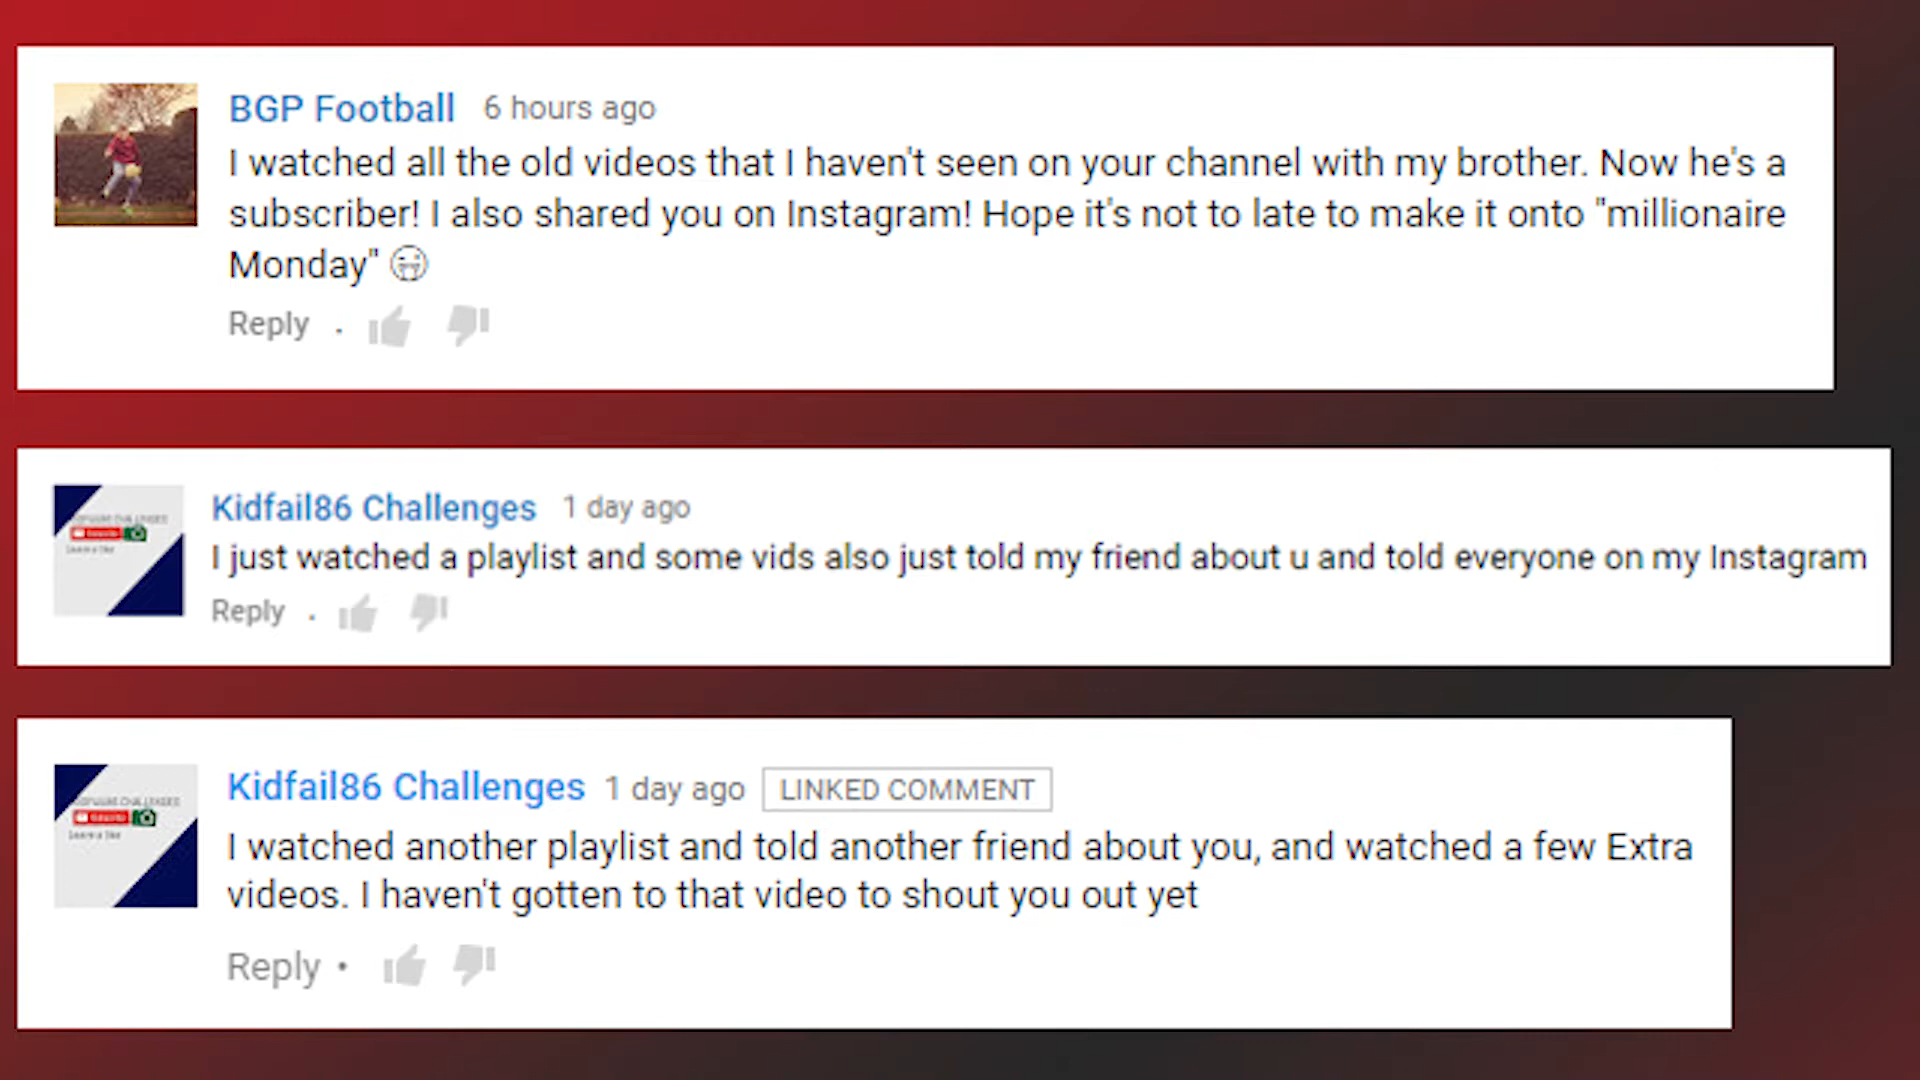 BGP Football 6 hours ago
I watched all the old videos that I haven't seen on your channel with my brother. Now he's a
subscriber! I also shared you on Instagram! Hope it's not to late to make it onto "millionaire
Monday" 😝
Reply .
Kidfail86 Challenges 1 day ago
I just watched a playlist and some vids also just told my friend about u and told everyone on my Instagram
Reply .
Kidfail86 Challenges 1 day ago LINKED COMMENT
I watched another playlist and told another friend about you, and watched a few Extra
videos. I haven't gotten to that video to shout you out yet
Reply •